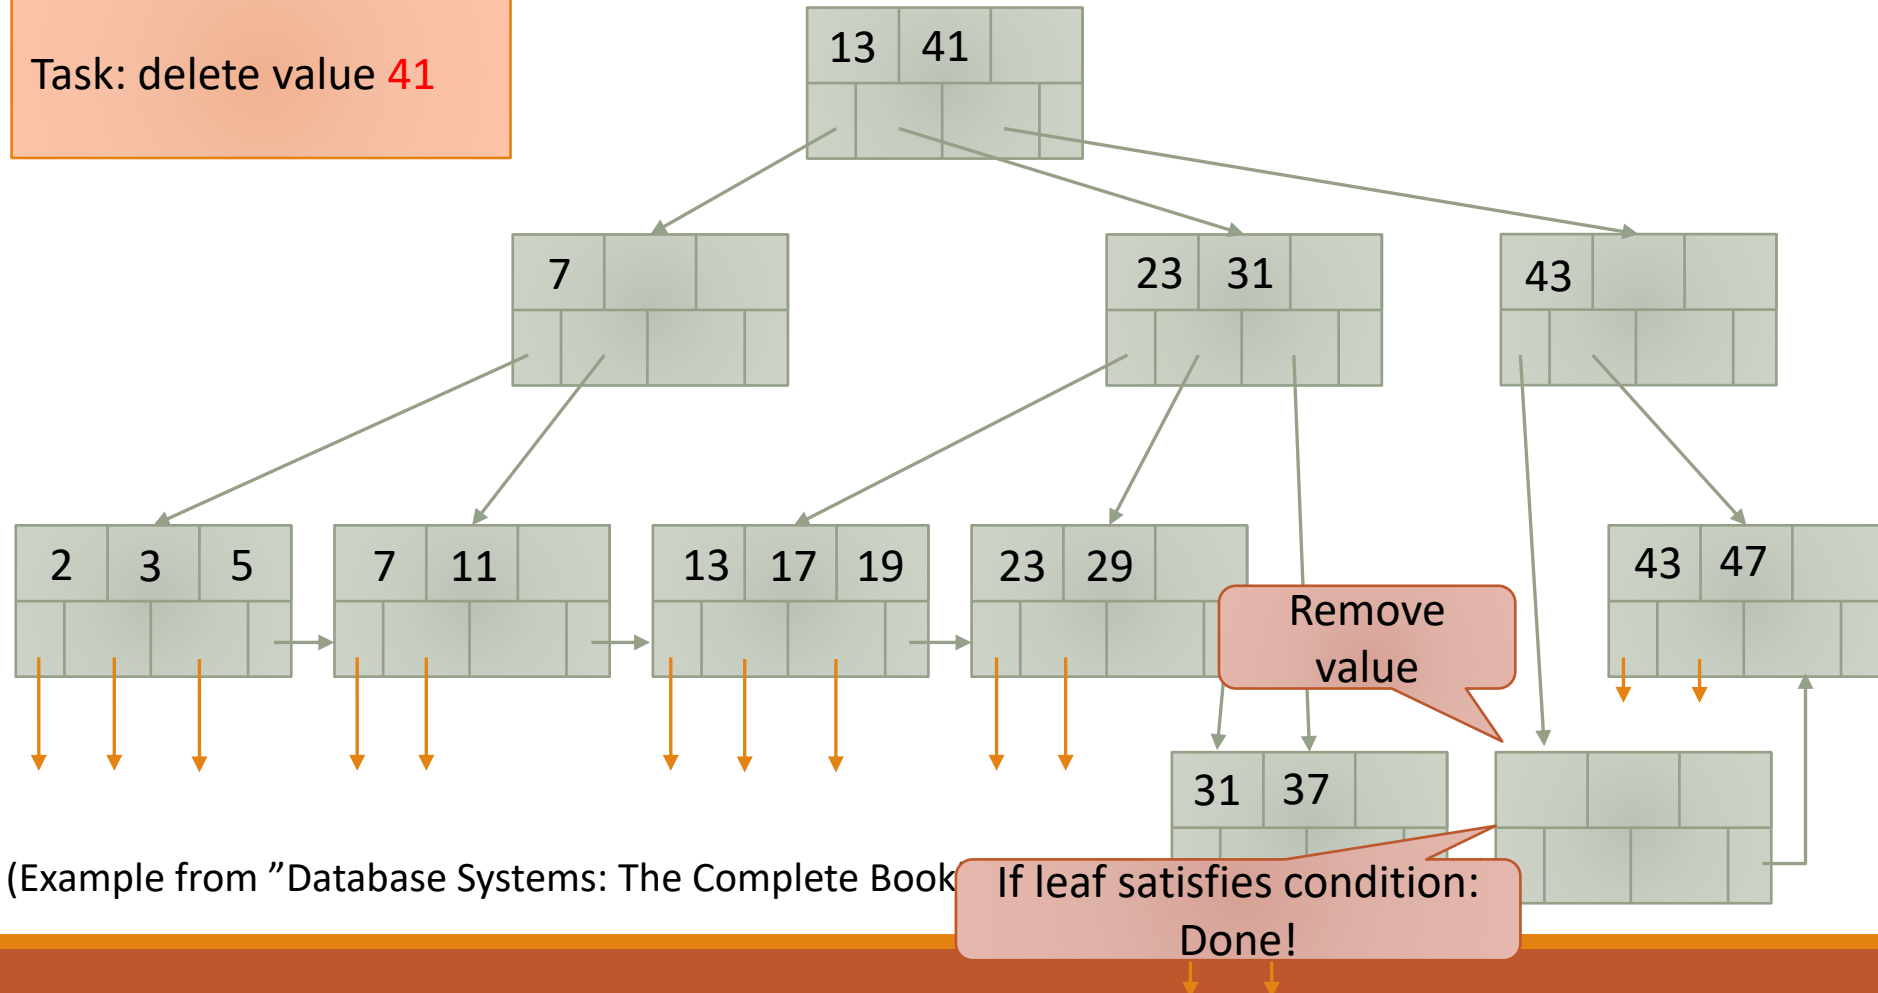 Task: delete value 41
13 41
7
23 31
43
2 3 5
7 11
13 17 19
23 29
43 47
Remove
value
31 37
(Example from ”Database Systems: The Complete Book
If leaf satisfies condition:
Done!